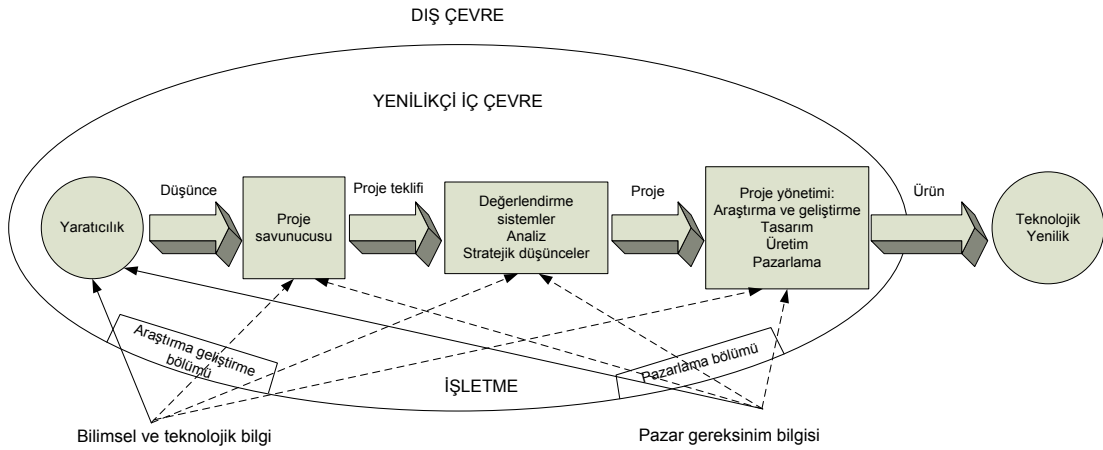 DIŞ ÇEVRE
YENİLİKÇİ İÇ ÇEVRE
Yaratıcılık
Düşünce
Proje
savunucusu
Proje teklifi
Değerlendirme
sistemler
Analiz
Stratejik düşünceler
Proje
Proje yönetimi:
Araştırma ve geliştirme
Tasarım
Üretim
Pazarlama
Ürün
Teknolojik
Yenilik
Araştırma geliştirme
bölümü
Pazarlama bölümü
İŞLETME
Bilimsel ve teknolojik bilgi
Pazar gereksinim bilgisi